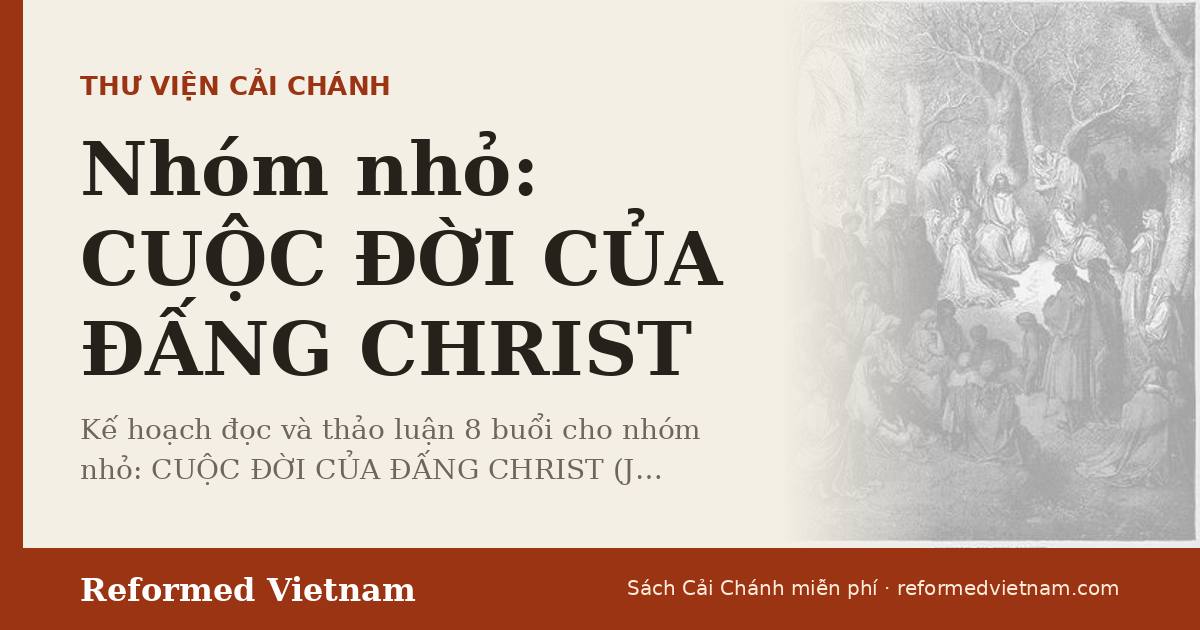 THƯ VIỆN CẢI CHÁNH
Nhóm nhỏ:
CUỘC ĐỜI CỦA
ĐẤNG CHRIST
Kế hoạch đọc và thảo luận 8 buổi cho nhóm
nhỏ: CUỘC ĐỜI CỦA ĐẤNG CHRIST (J...
Reformed Vietnam
Sách Cải Chánh miễn phí · reformedvietnam.com